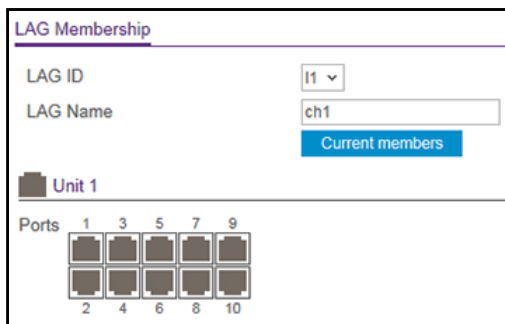 LAG Membership
LAG ID l1
LAG Name ch1
Current members
Unit 1
Ports 1 3 5 7 9
2 4 6 8 10